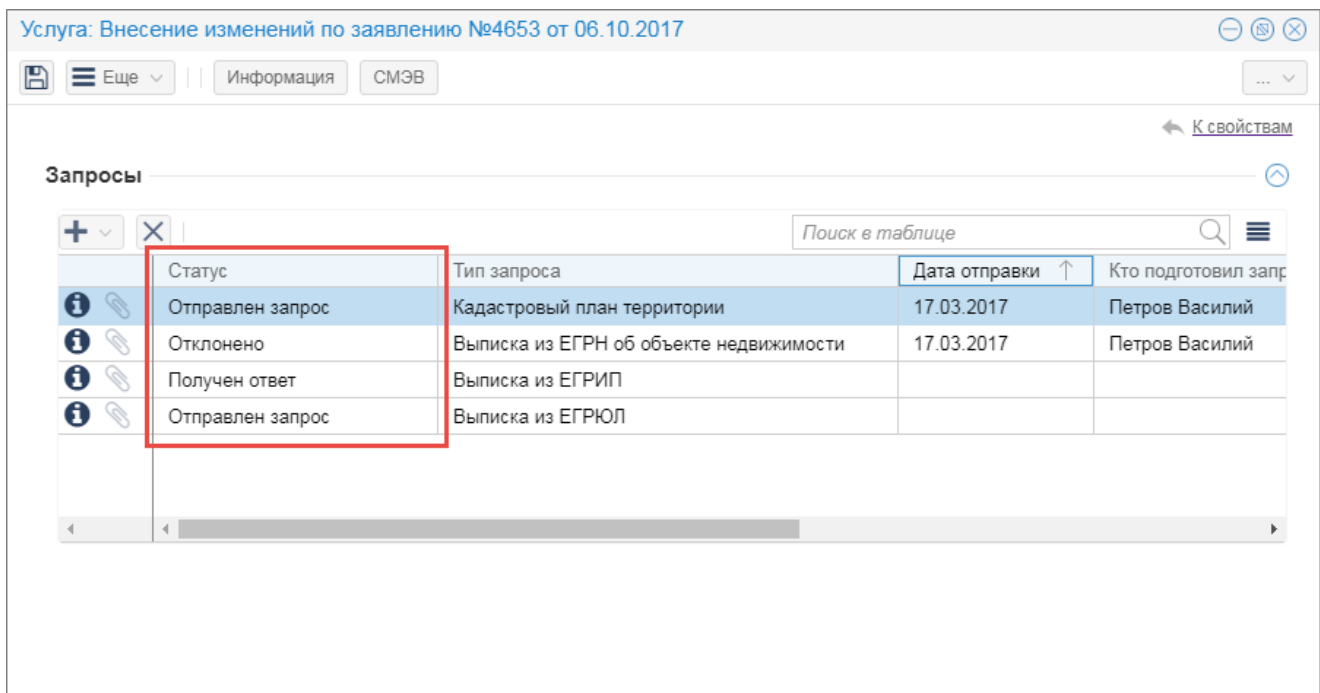 Услуга: Внесение изменений по заявлению №4653 от 06.10.2017
Еще Информация СМЭВ ...
К свойствам
Запросы
Поиск в таблице
Статус Тип запроса Дата отправки Кто подготовил запр
Отправлен запрос Кадастровый план территории 17.03.2017 Петров Василий
Отклонено Выписка из ЕГРН об объекте недвижимости 17.03.2017 Петров Василий
Получен ответ Выписка из ЕГРИП
Отправлен запрос Выписка из ЕГРЮЛ